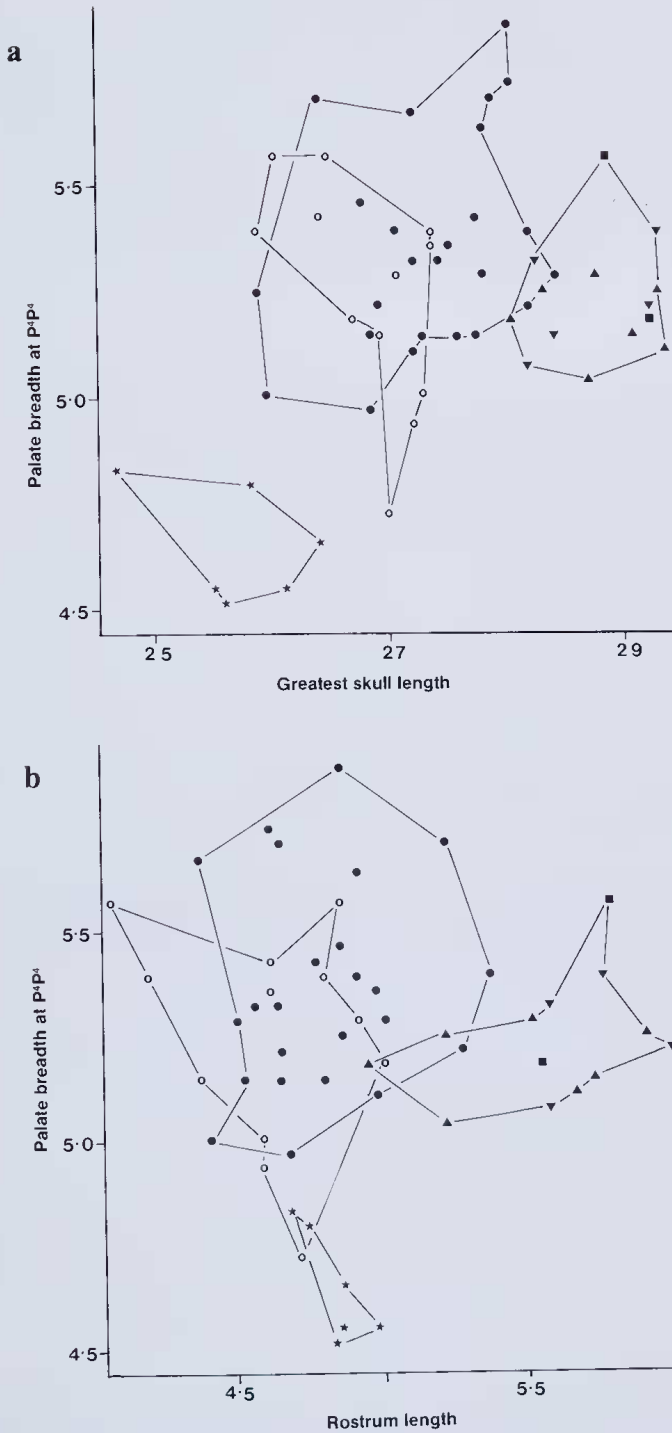 a
Palate breadth at P⁴P⁴
5·5
5·0
4·5
25 27 29
Greatest skull length
b
Palate breadth at P⁴P⁴
5·5
5·0
4·5
4·5 5·5
Rostrum length